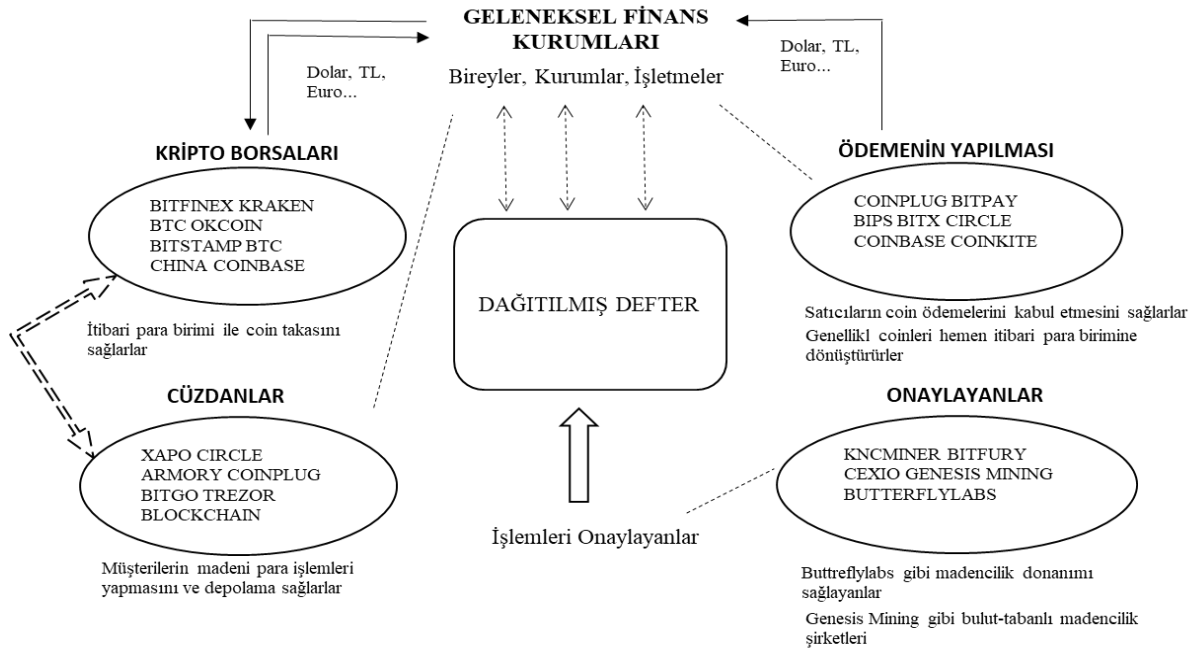 GELENEKSEL FİNANS
KURUMLARI
Bireyler, Kurumlar, İşletmeler
Dolar, TL,
Euro...
Dolar, TL,
Euro...
KRİPTO BORSALARI
BITFINEX KRAKEN
BTC OKCOIN
BITSTAMP BTC
CHINA COINBASE
İtibari para birimi ile coin takasını
sağlarlar
ÖDEMENİN YAPILMASI
COINPLUG BITPAY
BIPS BITX CIRCLE
COINBASE COINKITE
Satıcıların coin ödemelerini kabul etmesini sağlarlar
Genellikl coinleri hemen itibari para birimine
dönüştürürler
DAĞITILMIŞ DEFTER
CÜZDANLAR
XAPO CIRCLE
ARMORY COINPLUG
BITGO TREZOR
BLOCKCHAIN
Müşterilerin madeni para işlemleri
yapmasını ve depolama sağlarlar
İşlemleri Onaylayanlar
ONAYLAYANLAR
KNCMINER BITFURY
CEXIO GENESIS MINING
BUTTERFLYLABS
Buttreflylabs gibi madencilik donanımı
sağlayanlar
Genesis Mining gibi bulut-tabanlı madencilik
şirketleri